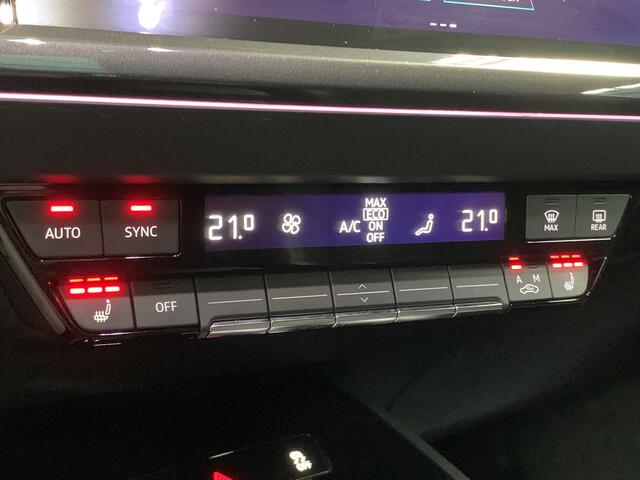 AUTO
SYNC
21.0
A/C
MAX
ECO
ON
OFF
21.0
MAX
REAR
OFF
A M